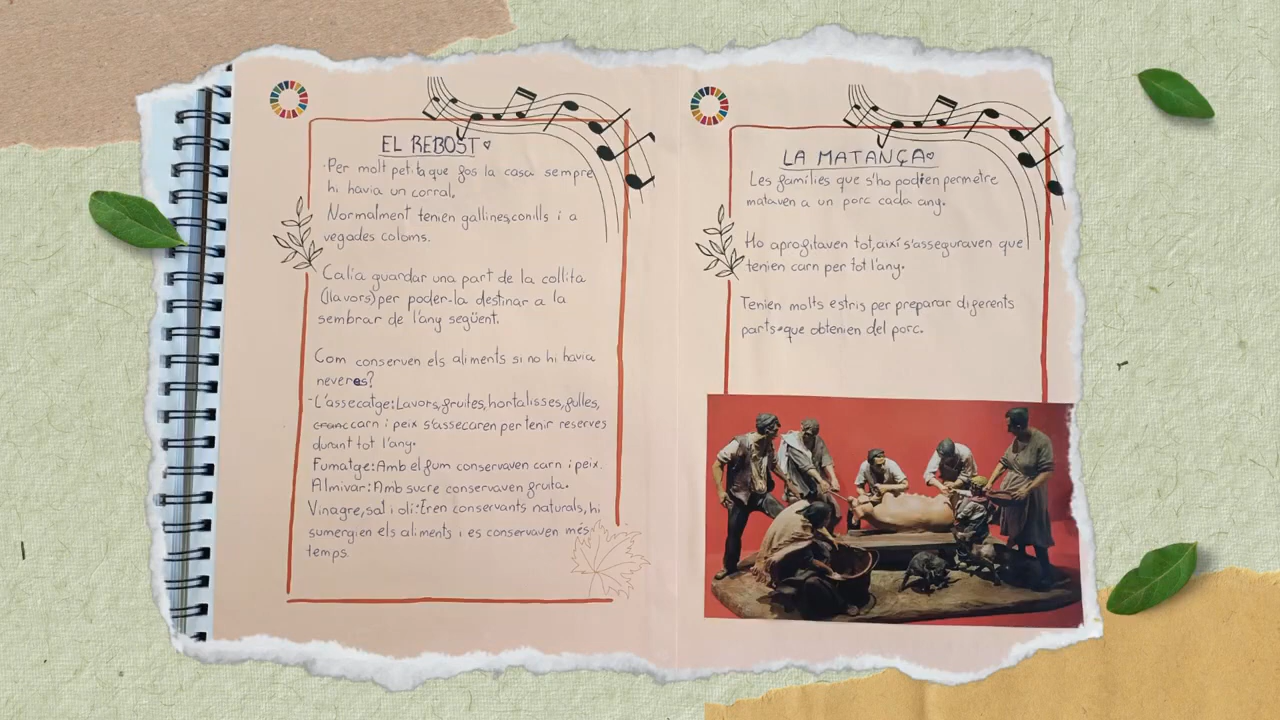 EL REBOST
-Per molt petita que fos la casa sempre
hi havia un corral.
Normalment tenien gallines,conills i a
vegades coloms.
Calia guardar una part de la collita
(llavors)per poder-la destinar a la
sembrar de l'any següent.
Com conserven els aliments si no hi havia
neveres?
-L'assecatge:Lavors,fruites,hortalisses,fulles,
carn i peix s'assecaren per tenir reserves
durant tot l'any.
Fumatge:Amb el fum conservaven carn i peix.
Almivar:Amb sucre conservaven fruita.
Vinagre,sal i oli:Eren conservants naturals,hi
sumergien els aliments i es conservaven més
temps.
LA MATANÇA
Les famílies que s'ho podien permetre
mataven a un porc cada any.
Ho aprofitaven tot,així s'asseguraven que
tenien carn per tot l'any.
Tenien molts estris per preparar diferents
parts que obtenien del porc.